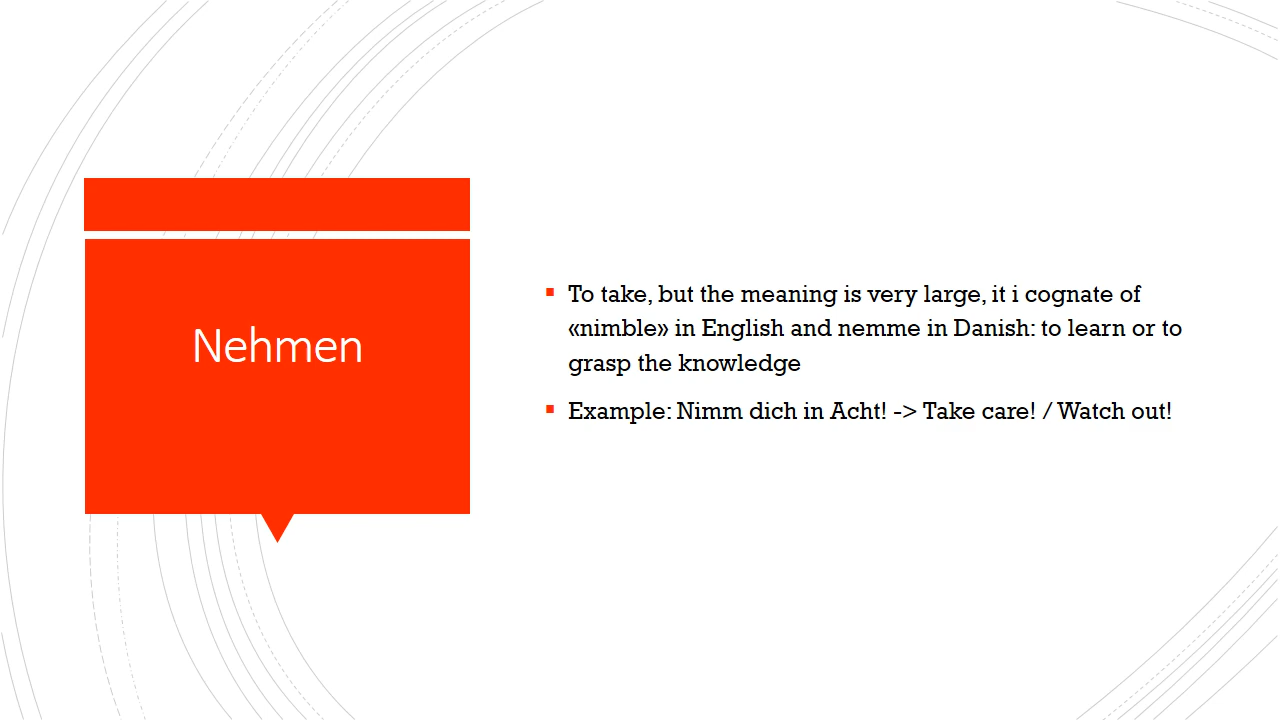 Nehmen
To take, but the meaning is very large, it i cognate of
«nimble» in English and nemme in Danish: to learn or to
grasp the knowledge
Example: Nimm dich in Acht! -> Take care! / Watch out!